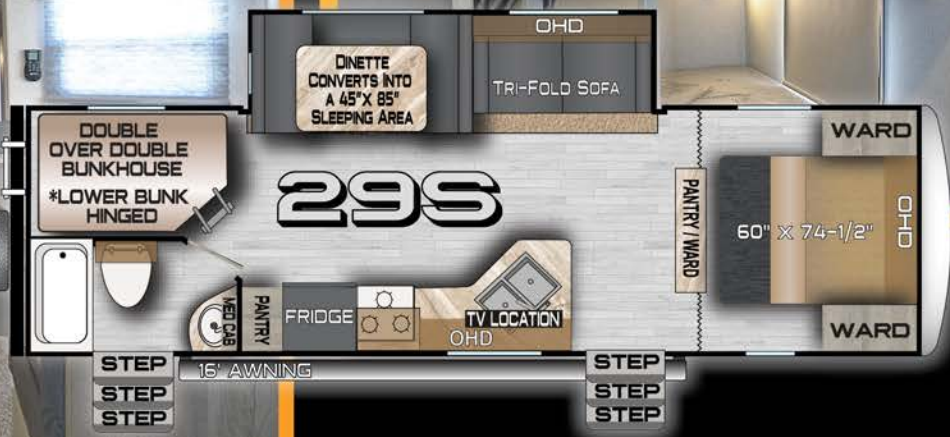 OHD
DINETTE
CONVERTS INTO
A 45"X 85"
SLEEPING AREA
TRI-FOLD SOFA
DOUBLE
OVER DOUBLE
BUNKHOUSE
*LOWER BUNK
HINGED
29S
WARD
PANTRY / WARD
60" X 74-1/2"
OHD
WARD
MED CAB
PANTRY
FRIDGE
TV LOCATION
OHD
STEP
STEP
STEP
16' AWNING
STEP
STEP
STEP